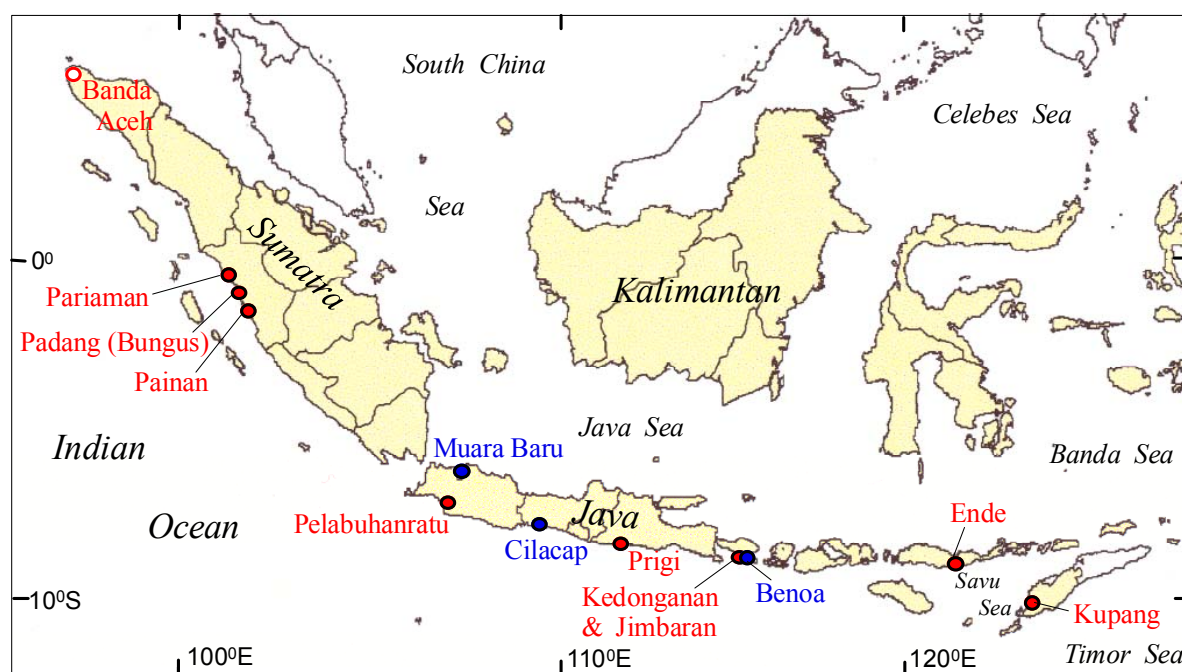 South China
Banda
Aceh
Celebes Sea
Sea
Sumatra
0⁰
Pariaman
Kalimantan
Padang (Bungus)
Painan
Java Sea
Indian
Muara Baru
Banda Sea
Ocean
Pelabuhanratu
Java
Ende
Cilacap
Prigi
Savu
Sea
Kedonganan
& Jimbaran
Benoa
10⁰S
Kupang
Timor Sea
100⁰E
110⁰E
120⁰E